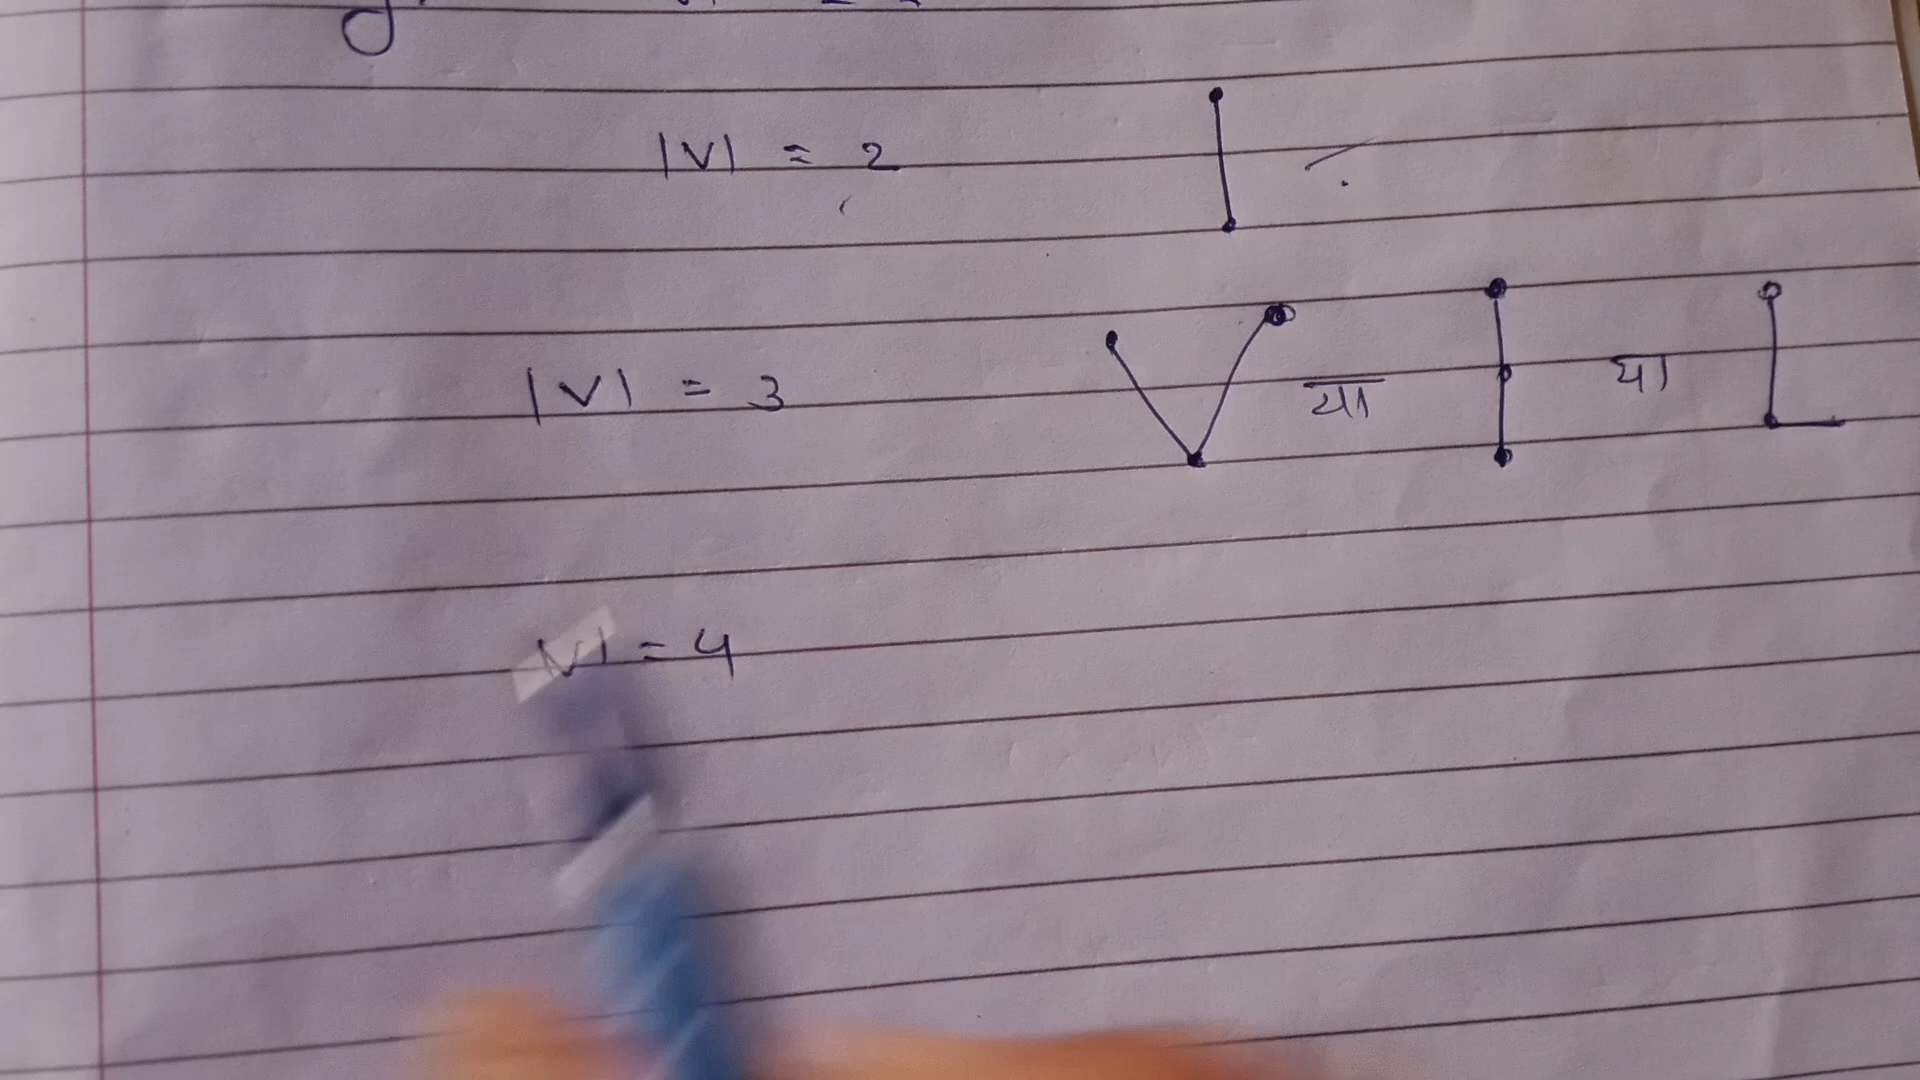 |V| = 2
|V| = 3 या या
|V| = 4